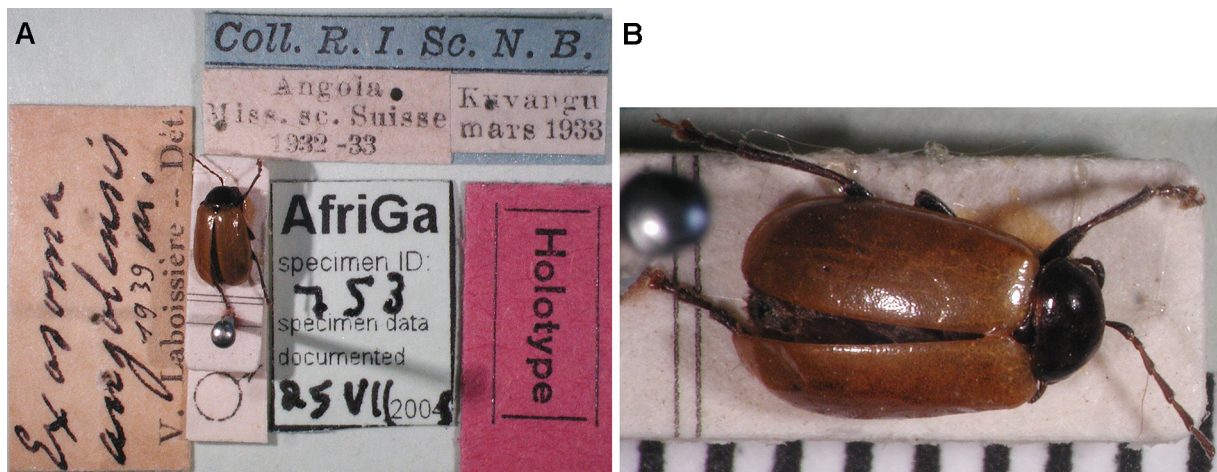 A
B
Coll. R. I. Sc. N. B.
Angola
Miss. sc. Suisse
1932-33
Kuvangu
mars 1933
Exosoma
angolensis
1939 m.
V. Laboissière -- Dét.
AfriGa
specimen ID:
753
specimen data
documented
25 VII 2004
Holotype